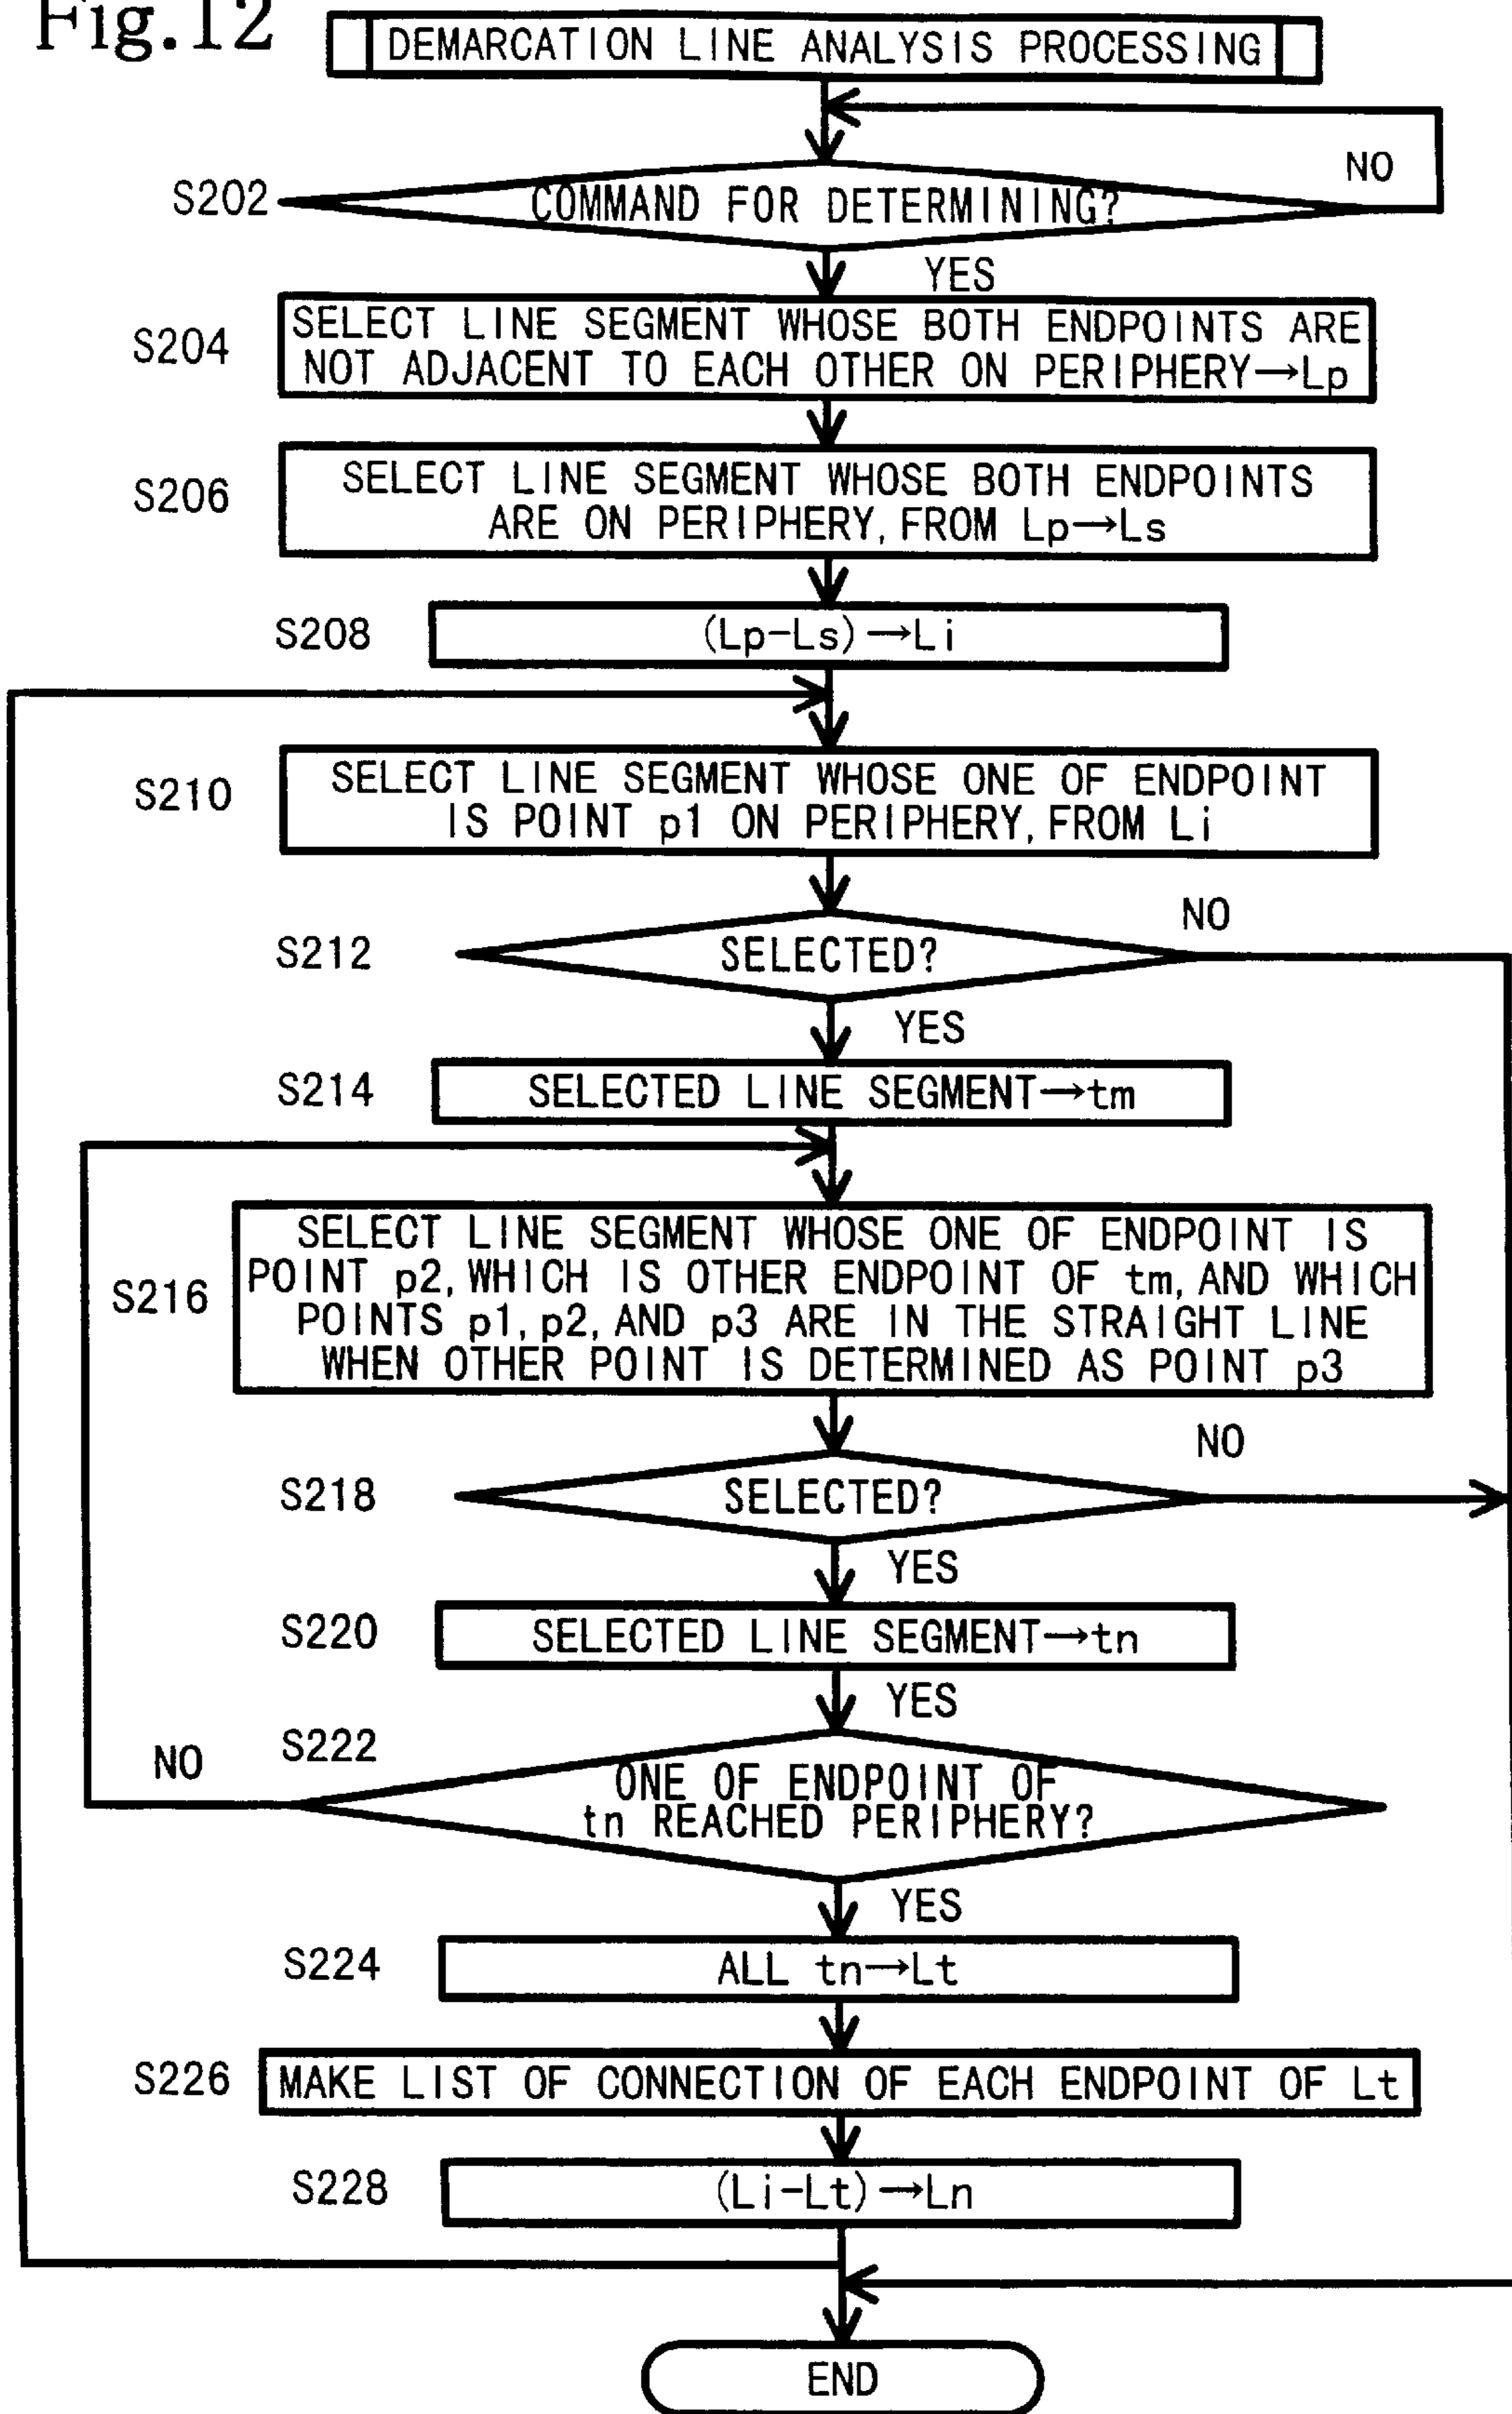 Fig.12
DEMARCATION LINE ANALYSIS PROCESSING
NO
S202
COMMAND FOR DETERMINING?
YES
S204
SELECT LINE SEGMENT WHOSE BOTH ENDPOINTS ARE
NOT ADJACENT TO EACH OTHER ON PERIPHERY→Lp
S206
SELECT LINE SEGMENT WHOSE BOTH ENDPOINTS
ARE ON PERIPHERY, FROM Lp→Ls
S208
(Lp-Ls)→Li
S210
SELECT LINE SEGMENT WHOSE ONE OF ENDPOINT
IS POINT p1 ON PERIPHERY, FROM Li
NO
S212
SELECTED?
YES
S214
SELECTED LINE SEGMENT→tm
S216
SELECT LINE SEGMENT WHOSE ONE OF ENDPOINT IS
POINT p2, WHICH IS OTHER ENDPOINT OF tm, AND WHICH
POINTS p1, p2, AND p3 ARE IN THE STRAIGHT LINE
WHEN OTHER POINT IS DETERMINED AS POINT p3
NO
S218
SELECTED?
YES
S220
SELECTED LINE SEGMENT→tn
YES
S222
NO
ONE OF ENDPOINT OF
tn REACHED PERIPHERY?
YES
S224
ALL tn→Lt
S226
MAKE LIST OF CONNECTION OF EACH ENDPOINT OF Lt
S228
(Li-Lt)→Ln
END